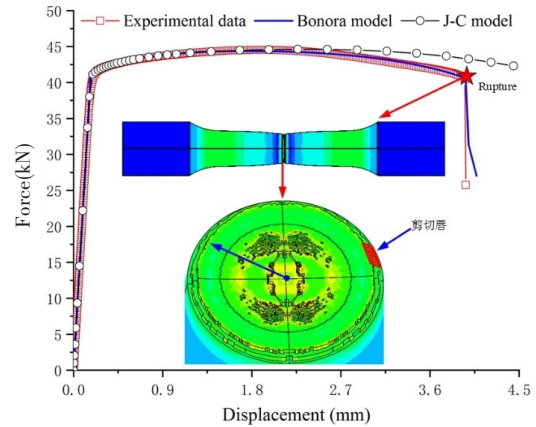 Experimental data Bonora model J-C model
50
45
40
35
30
25
20
15
10
5
0
Force(kN)
Rupture
剪切唇
0.0 0.9 1.8 2.7 3.6 4.5
Displacement (mm)